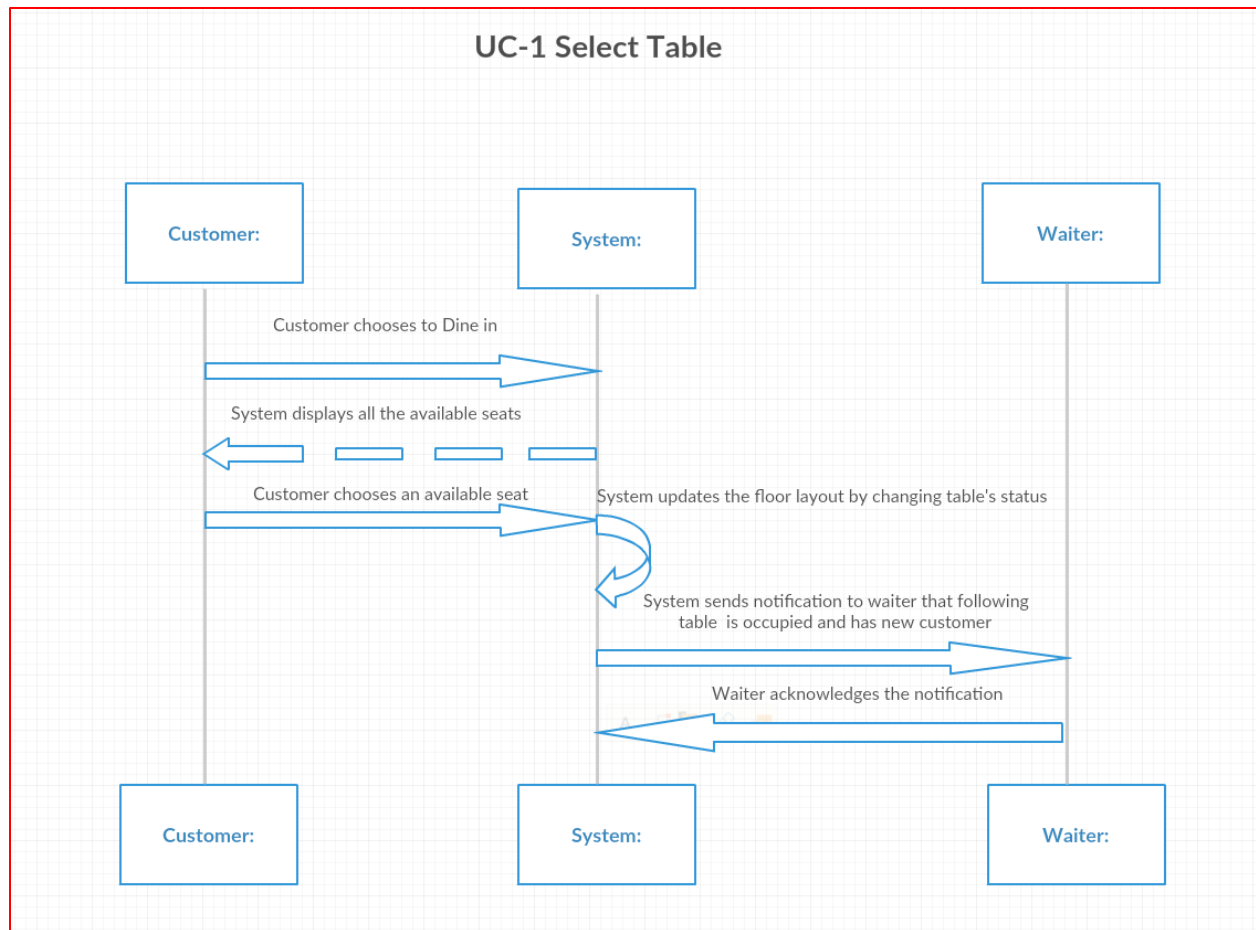 UC-1 Select Table
Customer:
System:
Waiter:
Customer chooses to Dine in
System displays all the available seats
Customer chooses an available seat
System updates the floor layout by changing table's status
System sends notification to waiter that following
table is occupied and has new customer
Waiter acknowledges the notification
Customer:
System:
Waiter: